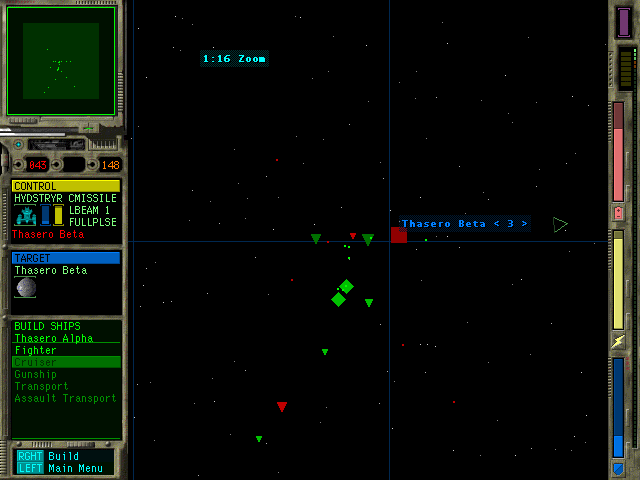 1:16 Zoom
043 148
CONTROL
HVDSTRYR CMISSILE
LBEAM 1
FULLPLSE
Thasero Beta
Thasero Beta < 3 >
TARGET
Thasero Beta
BUILD SHIPS
Thasero Alpha
Fighter
Cruiser
Gunship
Transport
Assault Transport
RGHT Build
LEFT Main Menu